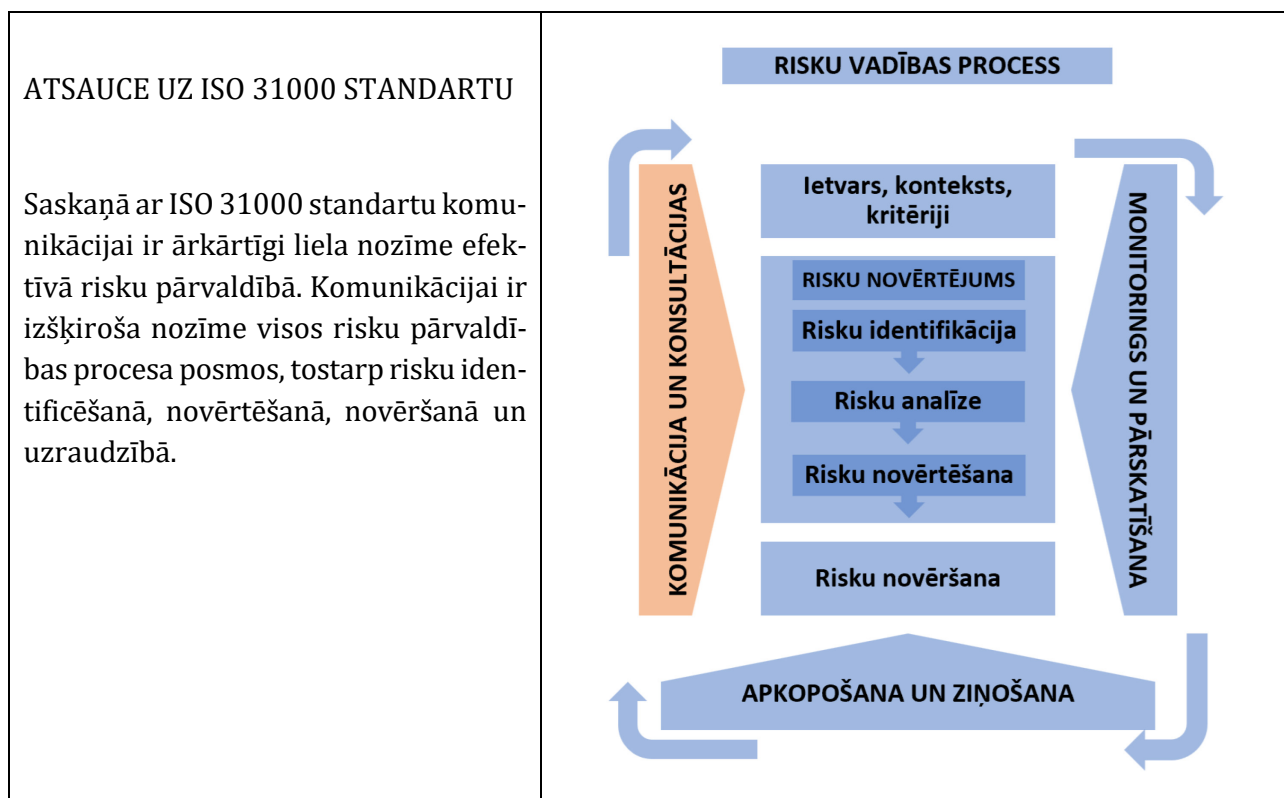 ATSAUCE UZ ISO 31000 STANDARTU
Saskaņā ar ISO 31000 standartu komu-
nikācijai ir ārkārtīgi liela nozīme efek-
tīvā risku pārvaldībā. Komunikācijai ir
izšķiroša nozīme visos risku pārvaldī-
bas procesa posmos, tostarp risku iden-
tificēšanā, novērtēšanā, novēršanā un
uzraudzībā.
RISKU VADĪBAS PROCESS
KOMUNIKĀCIJA UN KONSULTĀCIJAS
Ietvars, konteksts,
kritēriji
RISKU NOVĒRTĒJUMS
Risku identifikācija
Risku analīze
Risku novērtēšana
Risku novēršana
MONITORINGS UN PĀRSKATĪŠANA
APKOPOŠANA UN ZIŅOŠANA